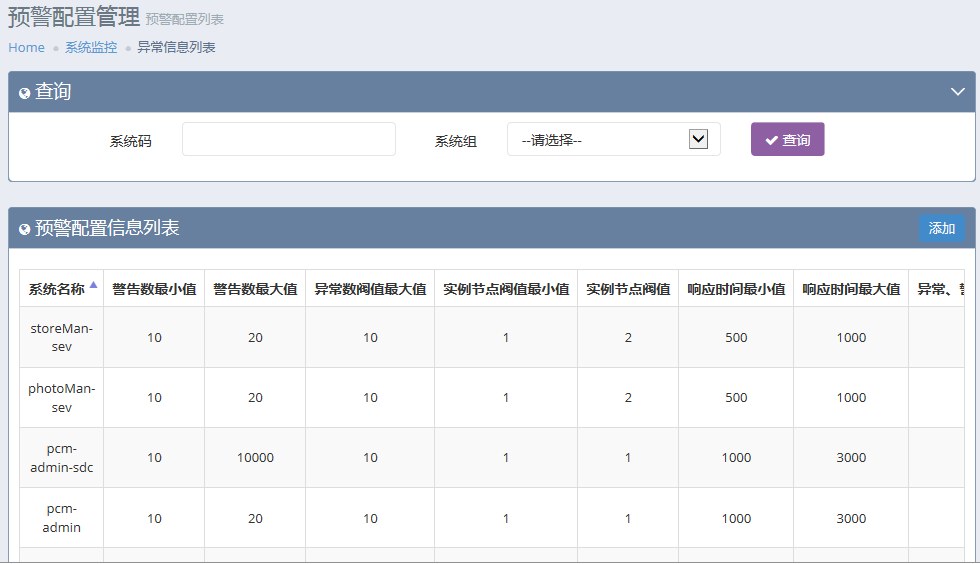 预警配置管理 预警配置列表
Home 系统监控 异常信息列表
查询
系统码 系统组 --请选择-- 查询
预警配置信息列表 添加
系统名称 警告数最小值 警告数最大值 异常数阀值最大值 实例节点阀值最小值 实例节点阀值 响应时间最小值 响应时间最大值 异常、
storeMan-
sev 10 20 10 1 2 500 1000
photoMan-
sev 10 20 10 1 2 500 1000
pcm-
admin-sdc 10 10000 10 1 1 1000 3000
pcm-
admin 10 20 10 1 1 1000 3000